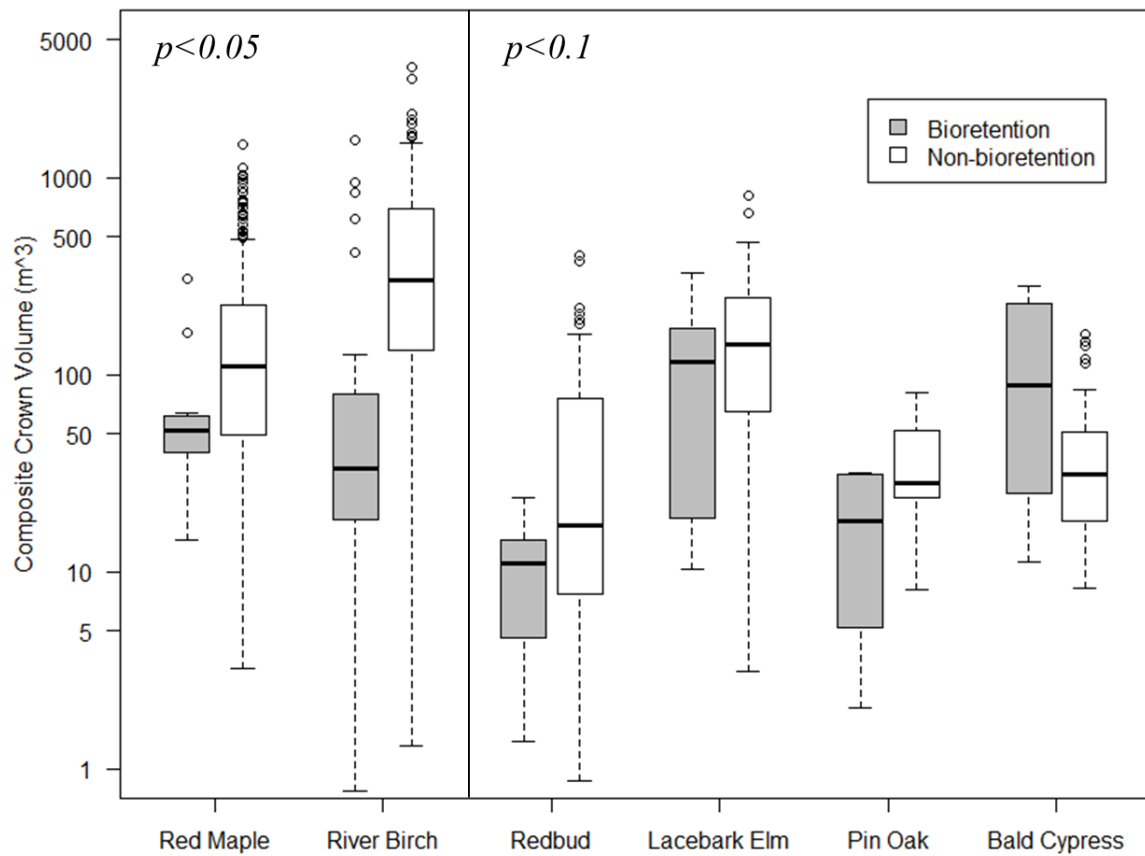 p<0.05
p<0.1
Bioretention
Non-bioretention
Composite Crown Volume (m^3)
5000
1000
500
100
50
10
5
1
Red Maple River Birch Redbud Lacebark Elm Pin Oak Bald Cypress